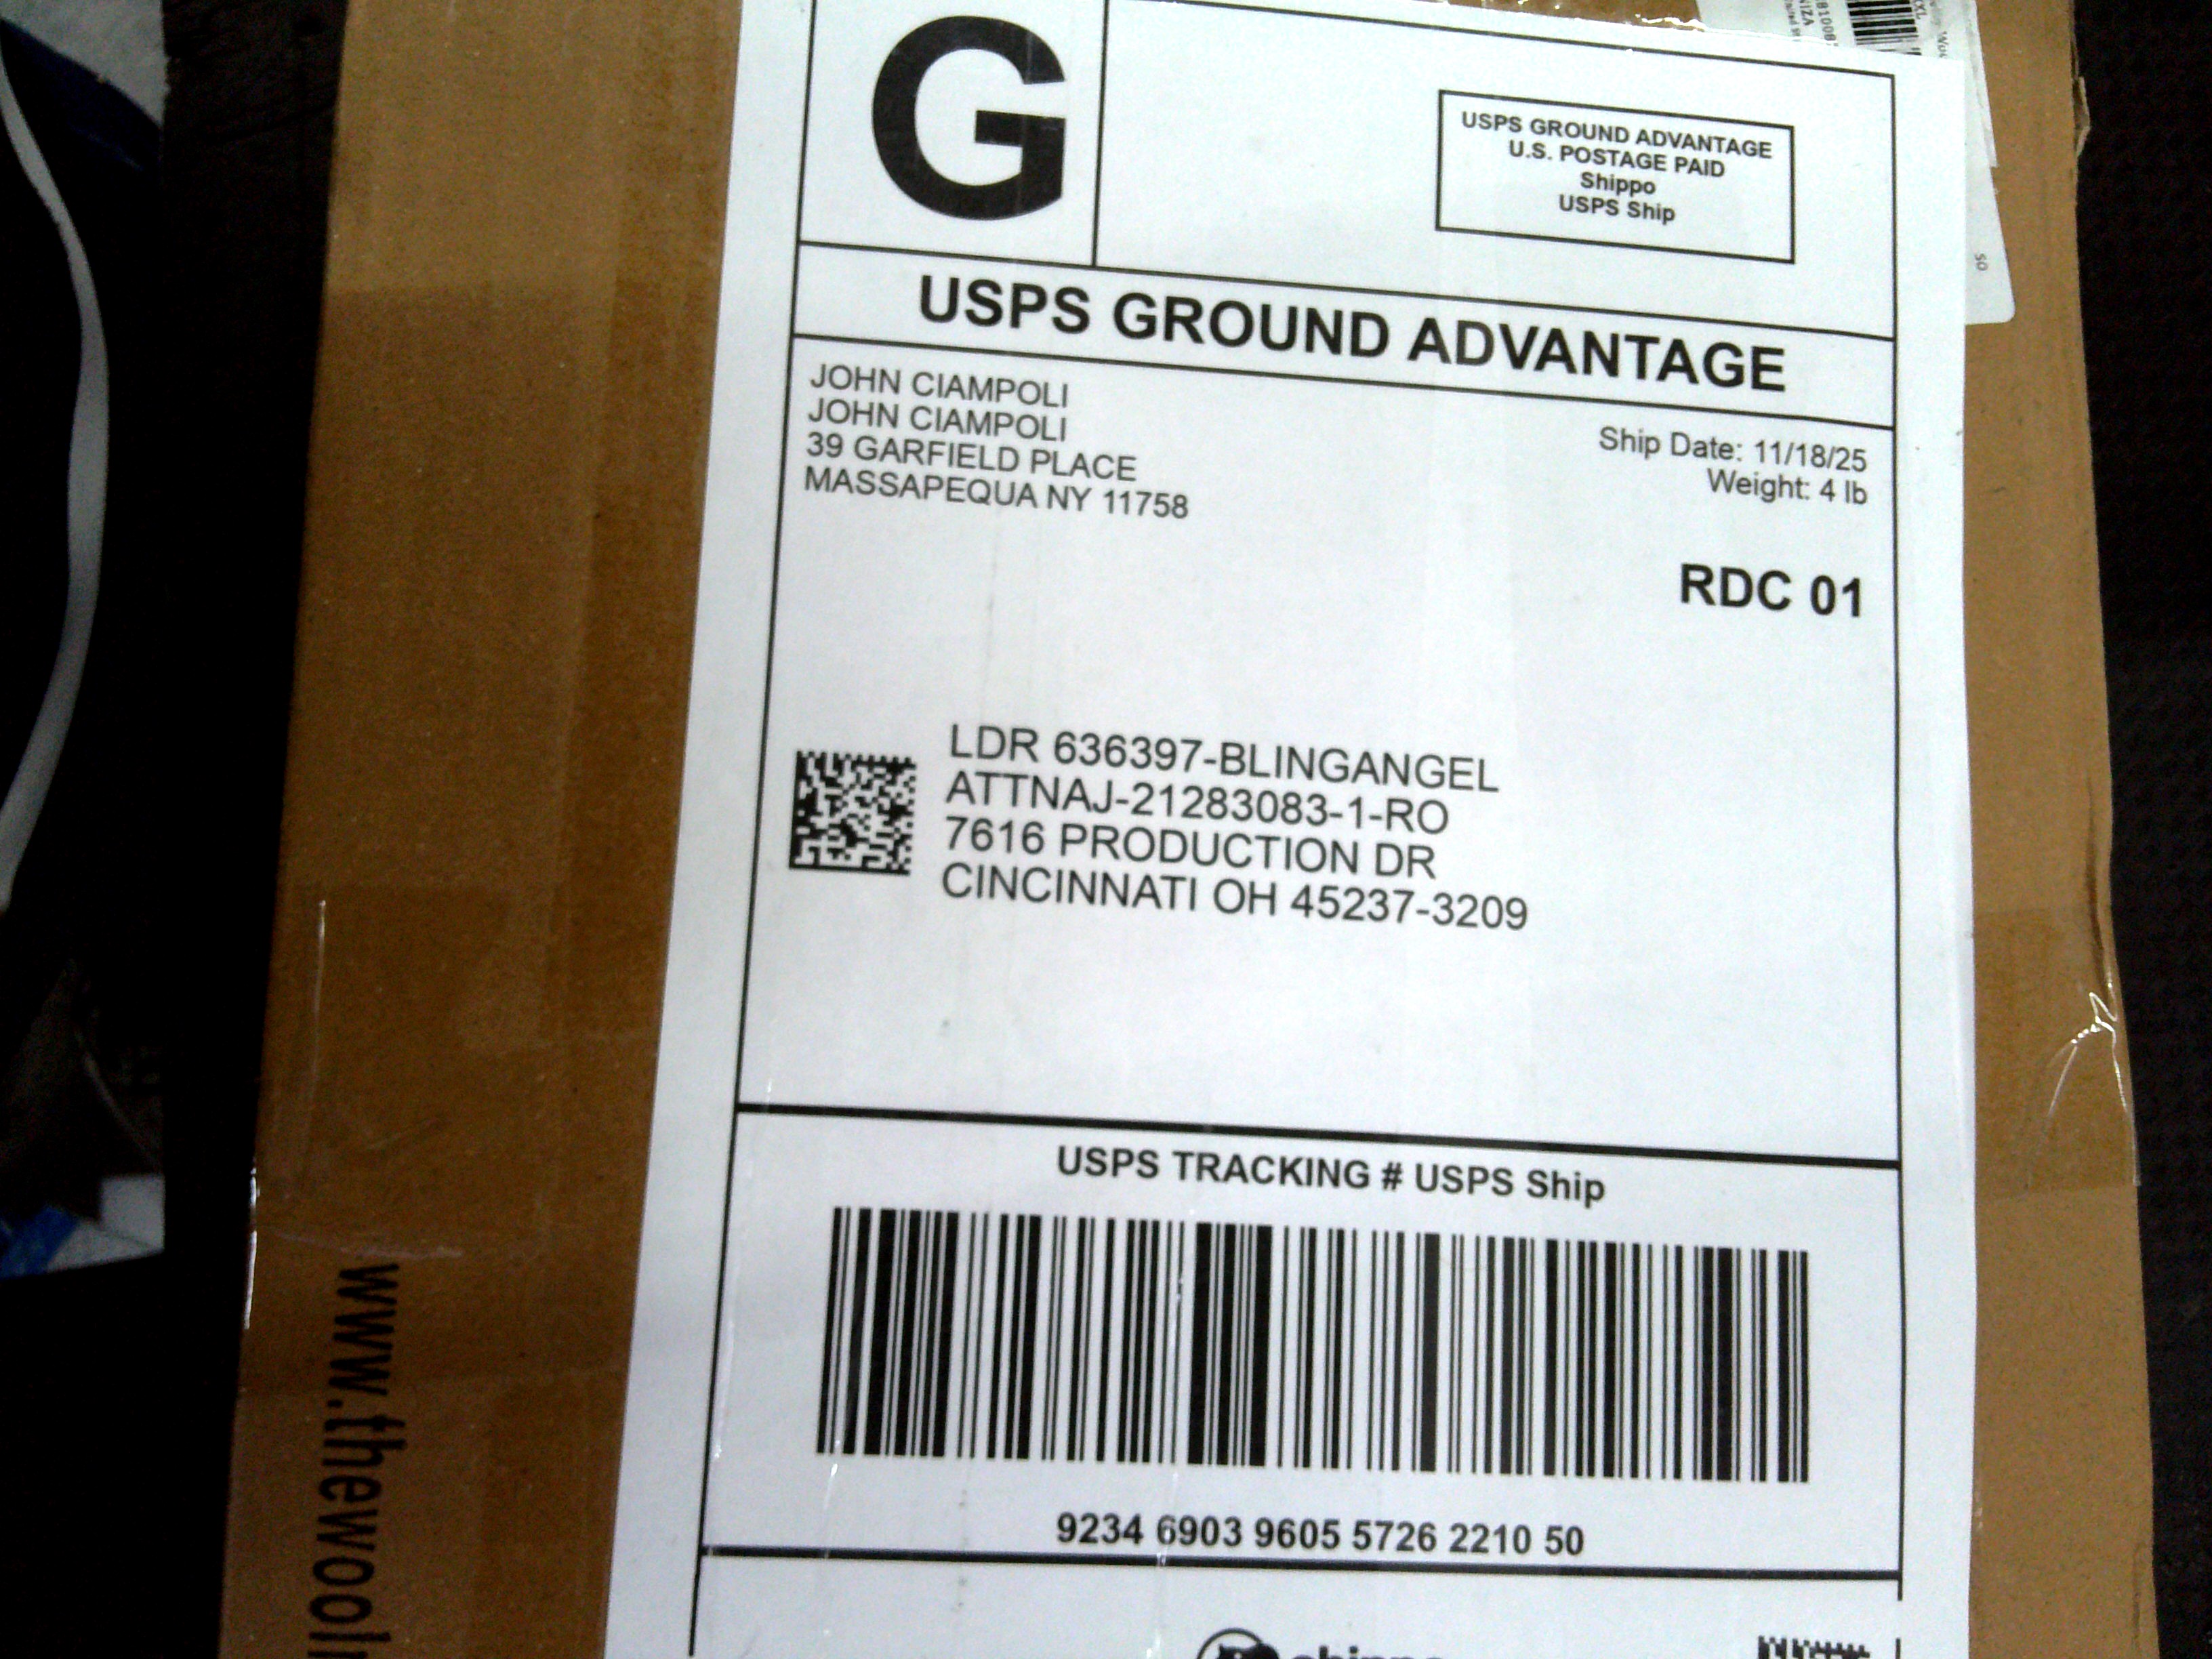 G
USPS GROUND ADVANTAGE
U.S. POSTAGE PAID
Shippo
USPS Ship
USPS GROUND ADVANTAGE
JOHN CIAMPOLI
JOHN CIAMPOLI
39 GARFIELD PLACE
MASSAPEQUA NY 11758
Ship Date: 11/18/25
Weight: 4 lb
RDC 01
LDR 636397-BLINGANGEL
ATTNAJ-21283083-1-RO
7616 PRODUCTION DR
CINCINNATI OH 45237-3209
USPS TRACKING # USPS Ship
9234 6903 9605 5726 2210 50
www.thewool